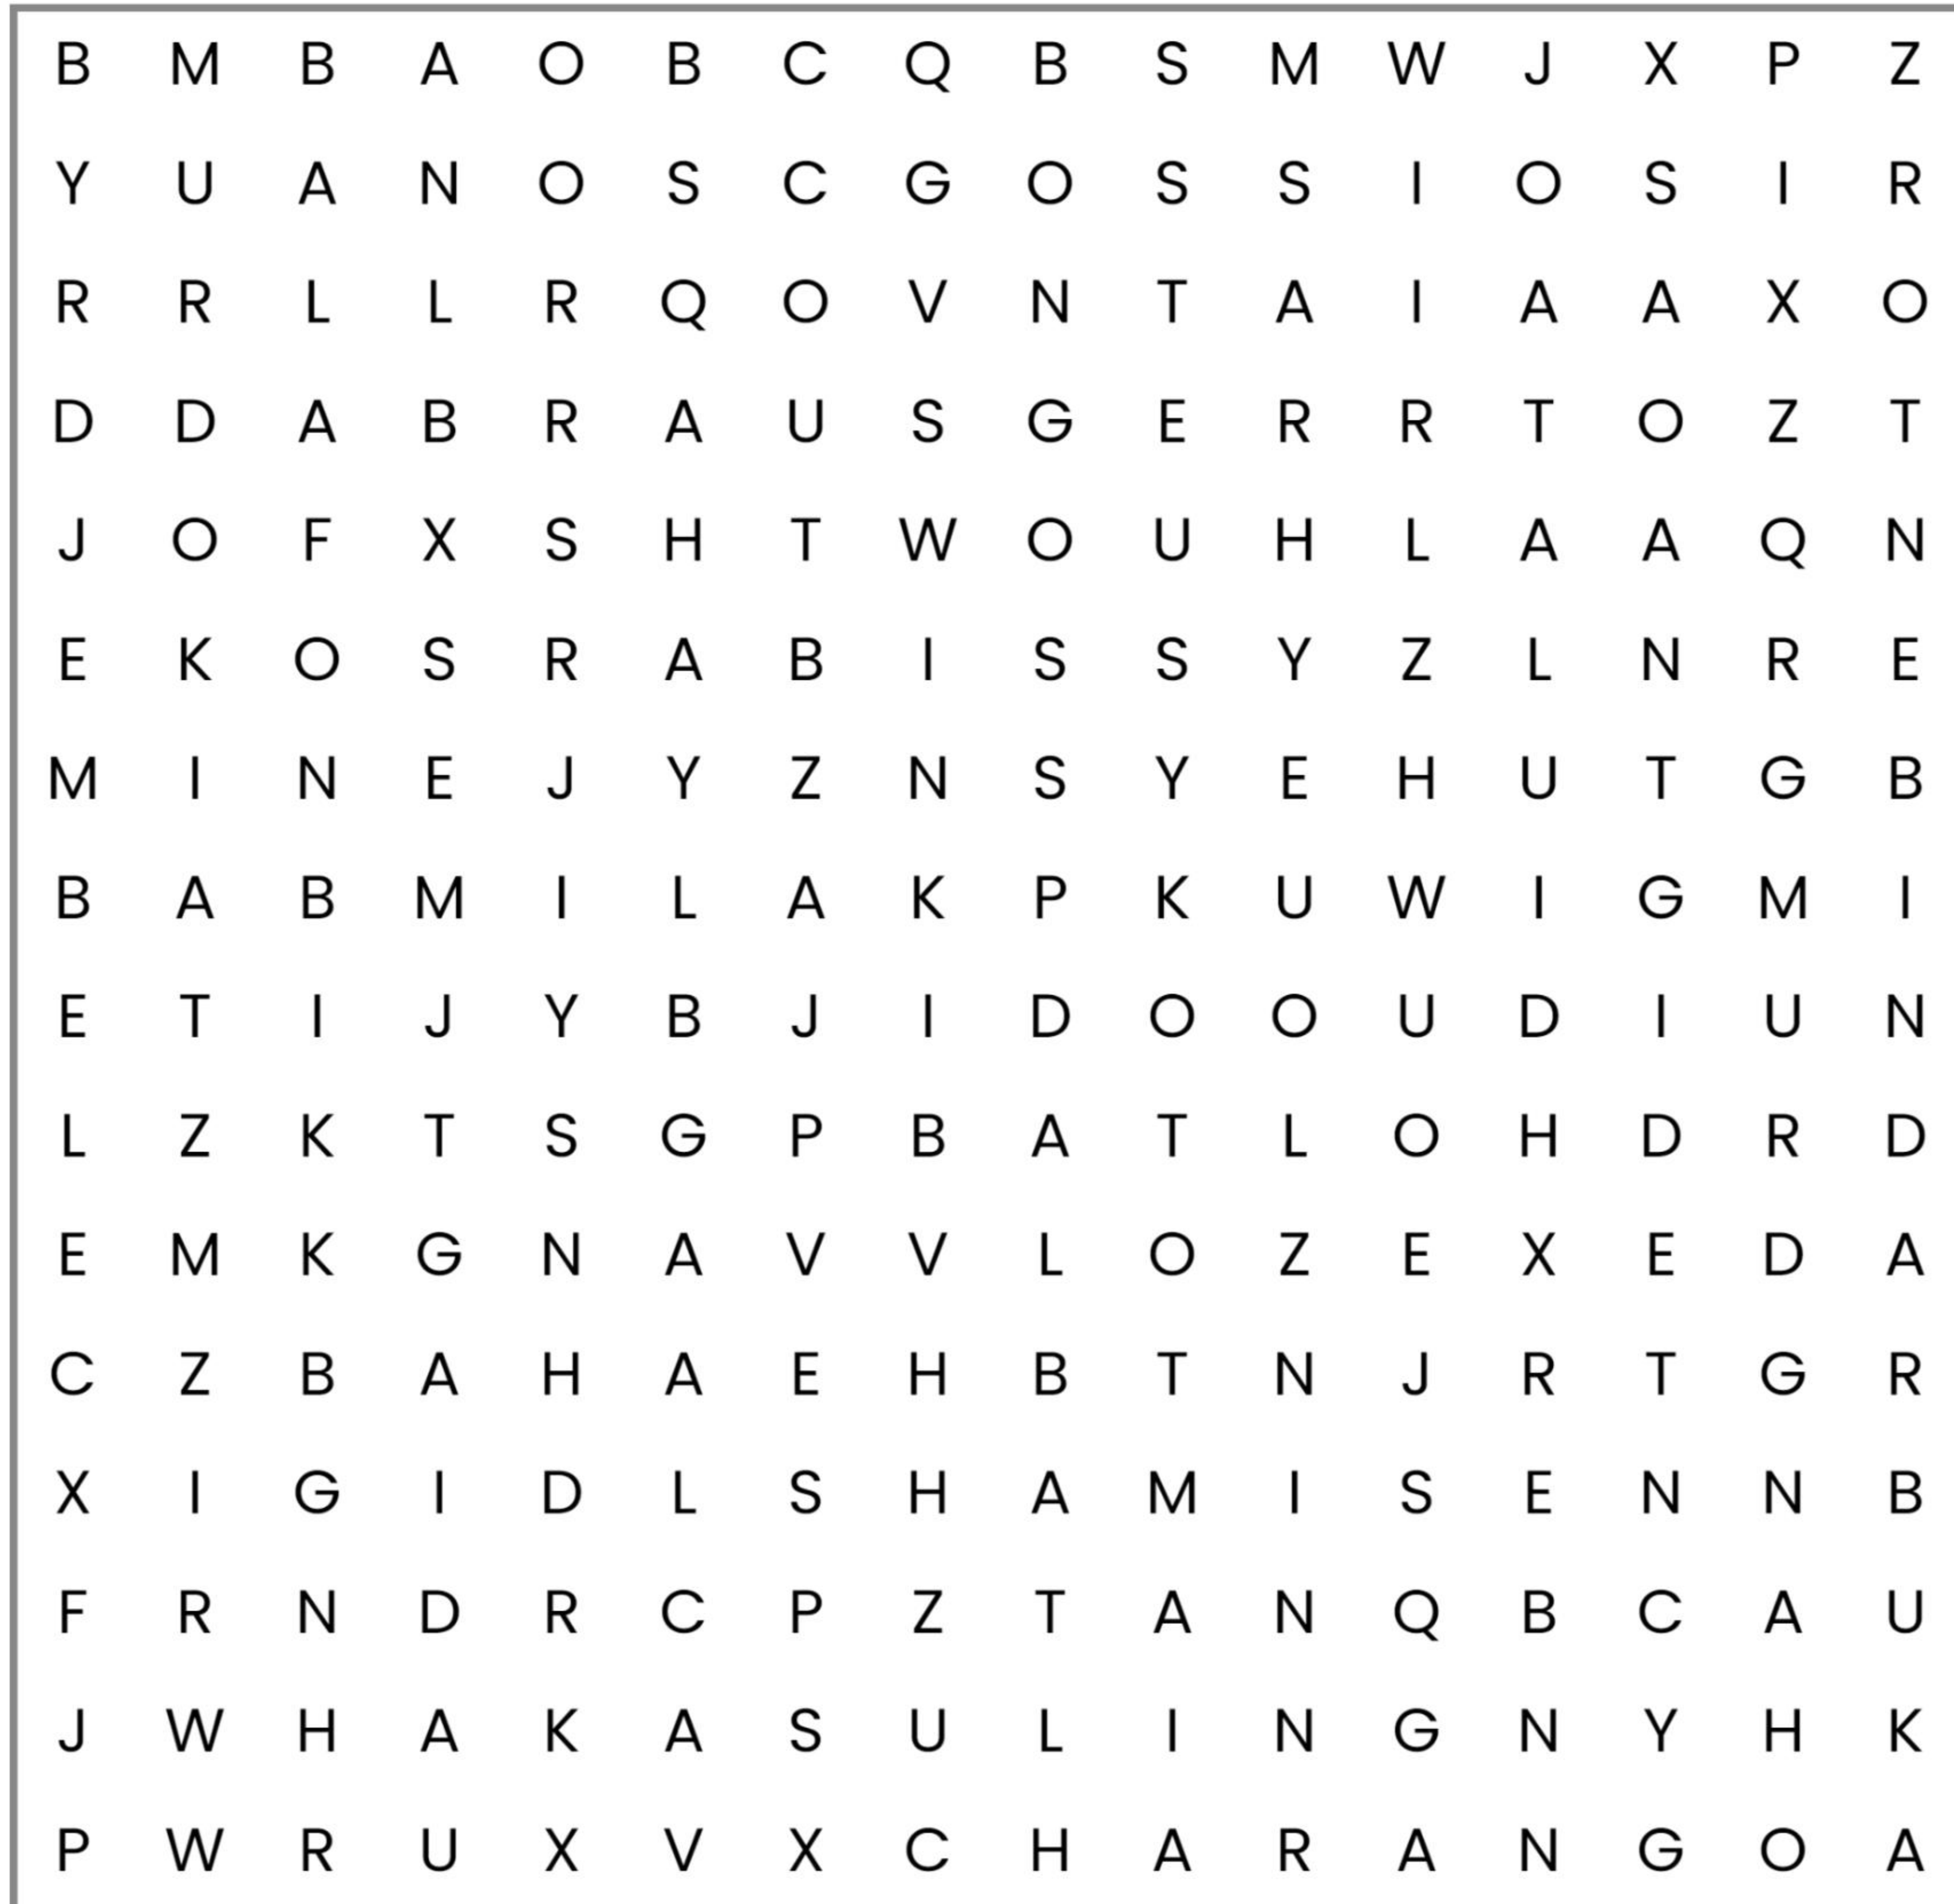 B M B A O B C Q B S M W J X P Z
Y U A N O S C G O S S I O S I R
R R L L R Q O V N T A I A A X O
D D A B R A U S G E R R T O Z T
J O F X S H T W O U H L A A Q N
E K O S R A B I S S Y Z L N R E
M I N E J Y Z N S Y E H U T G B
B A B M I L A K P K U W I G M I
E T I J Y B J I D O O U D I U N
L Z K T S G P B A T L O H D R D
E M K G N A V V L O Z E X E D A
C Z B A H A E H B T N J R T G R
X I G I D L S H A M I S E N N B
F R N D R C P Z T A N Q B C A U
J W H A K A S U L I N G N Y H K
P W R U X V X C H A R A N G O A